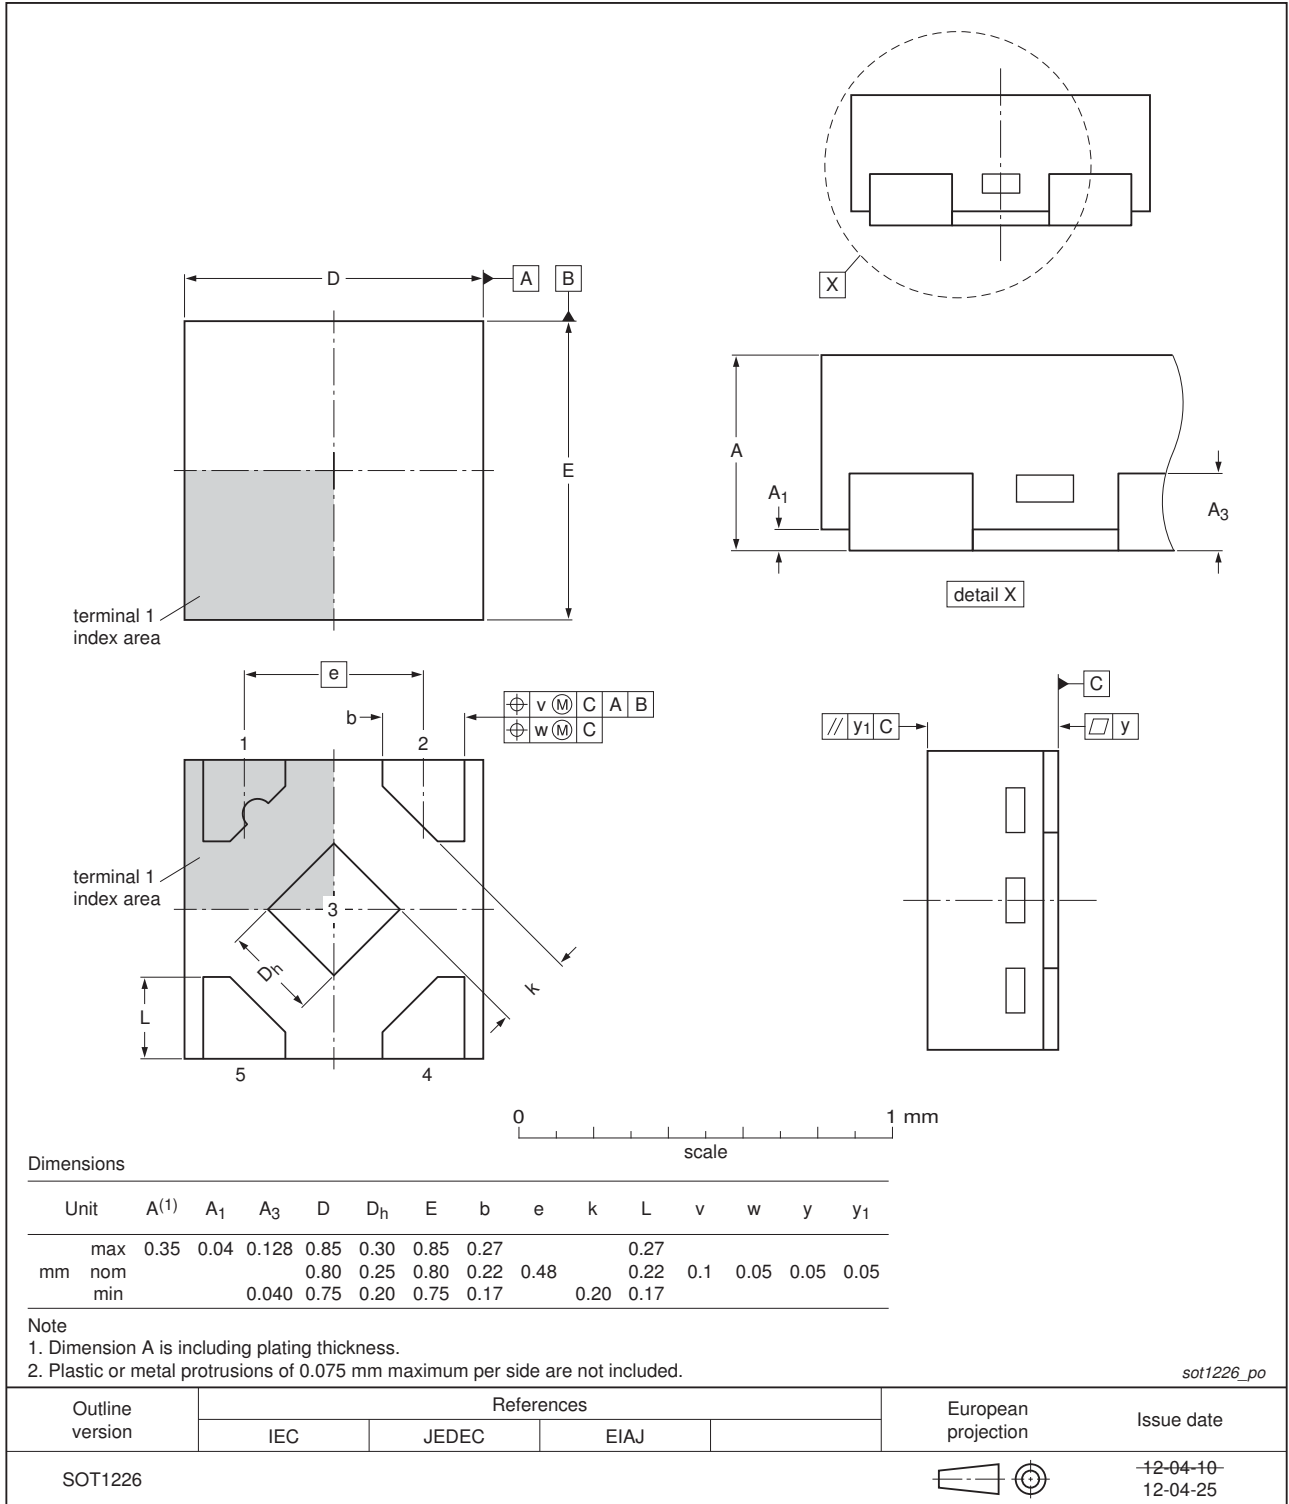 X
D
A
B
E
terminal 1
index area
A
A1
A3
detail X
e
b
v M C A B
w M C
1
2
terminal 1
index area
3
Dh
k
L
5
4
C
// y1 C
y
0
1 mm
scale
Dimensions
Unit A(1) A1 A3 D Dh E b e k L v w y y1
max 0.35 0.04 0.128 0.85 0.30 0.85 0.27 0.27
mm nom 0.80 0.25 0.80 0.22 0.48 0.22 0.1 0.05 0.05 0.05
min 0.040 0.75 0.20 0.75 0.17 0.20 0.17
Note
1. Dimension A is including plating thickness.
2. Plastic or metal protrusions of 0.075 mm maximum per side are not included.
sot1226_po
Outline
version
References
IEC JEDEC EIAJ
European
projection
Issue date
SOT1226
12-04-10
12-04-25